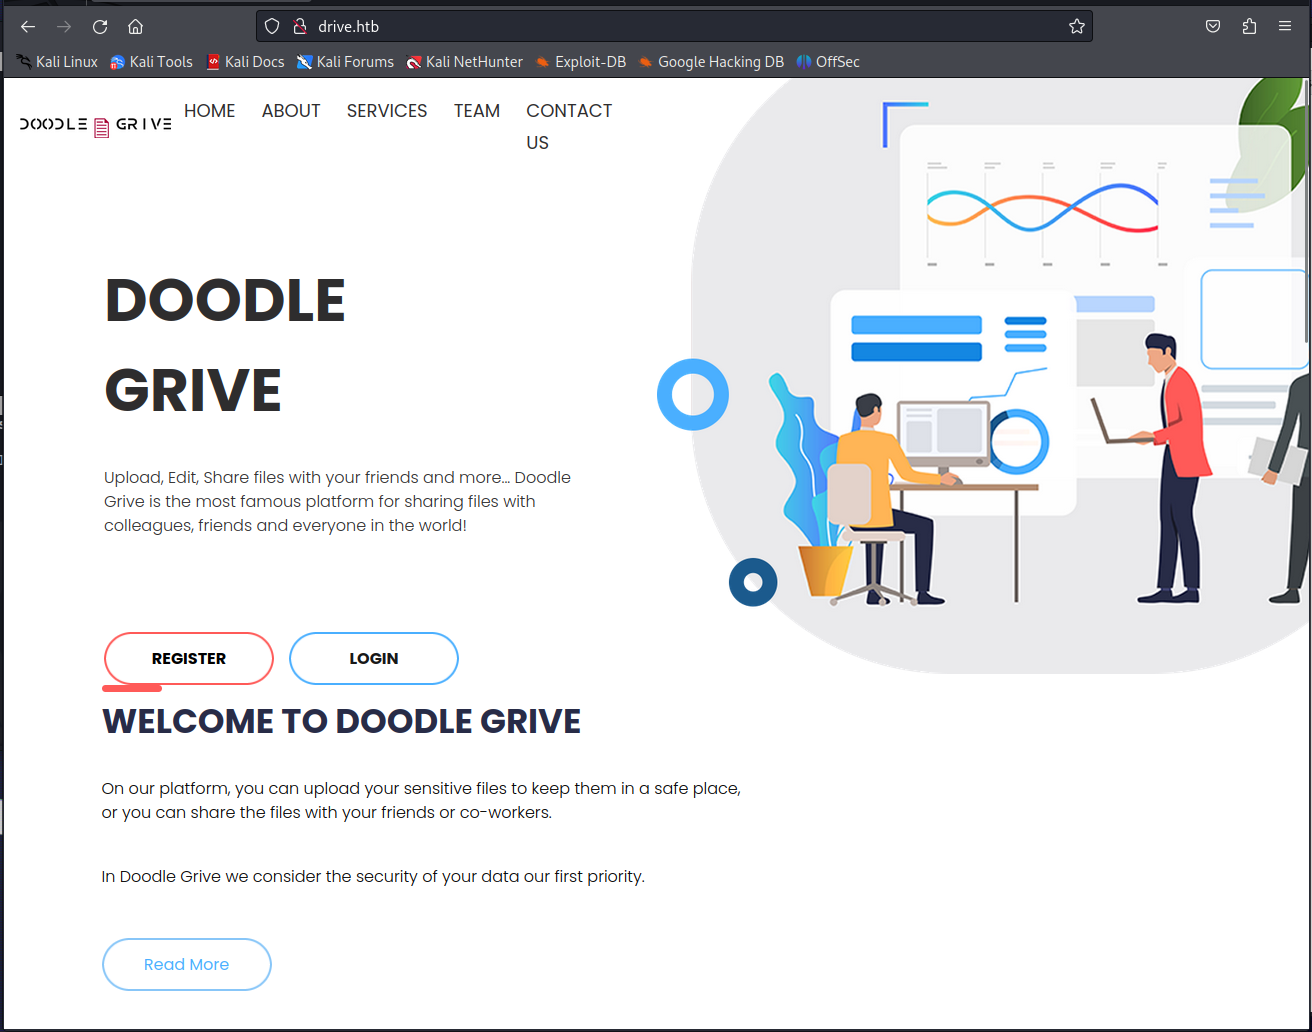 drive.htb
Kali Linux Kali Tools Kali Docs Kali Forums Kali NetHunter Exploit-DB Google Hacking DB OffSec
DOODLE GRIVE
HOME ABOUT SERVICES TEAM CONTACT
US
DOODLE
GRIVE
Upload, Edit, Share files with your friends and more... Doodle
Grive is the most famous platform for sharing files with
colleagues, friends and everyone in the world!
REGISTER LOGIN
WELCOME TO DOODLE GRIVE
On our platform, you can upload your sensitive files to keep them in a safe place,
or you can share the files with your friends or co-workers.
In Doodle Grive we consider the security of your data our first priority.
Read More